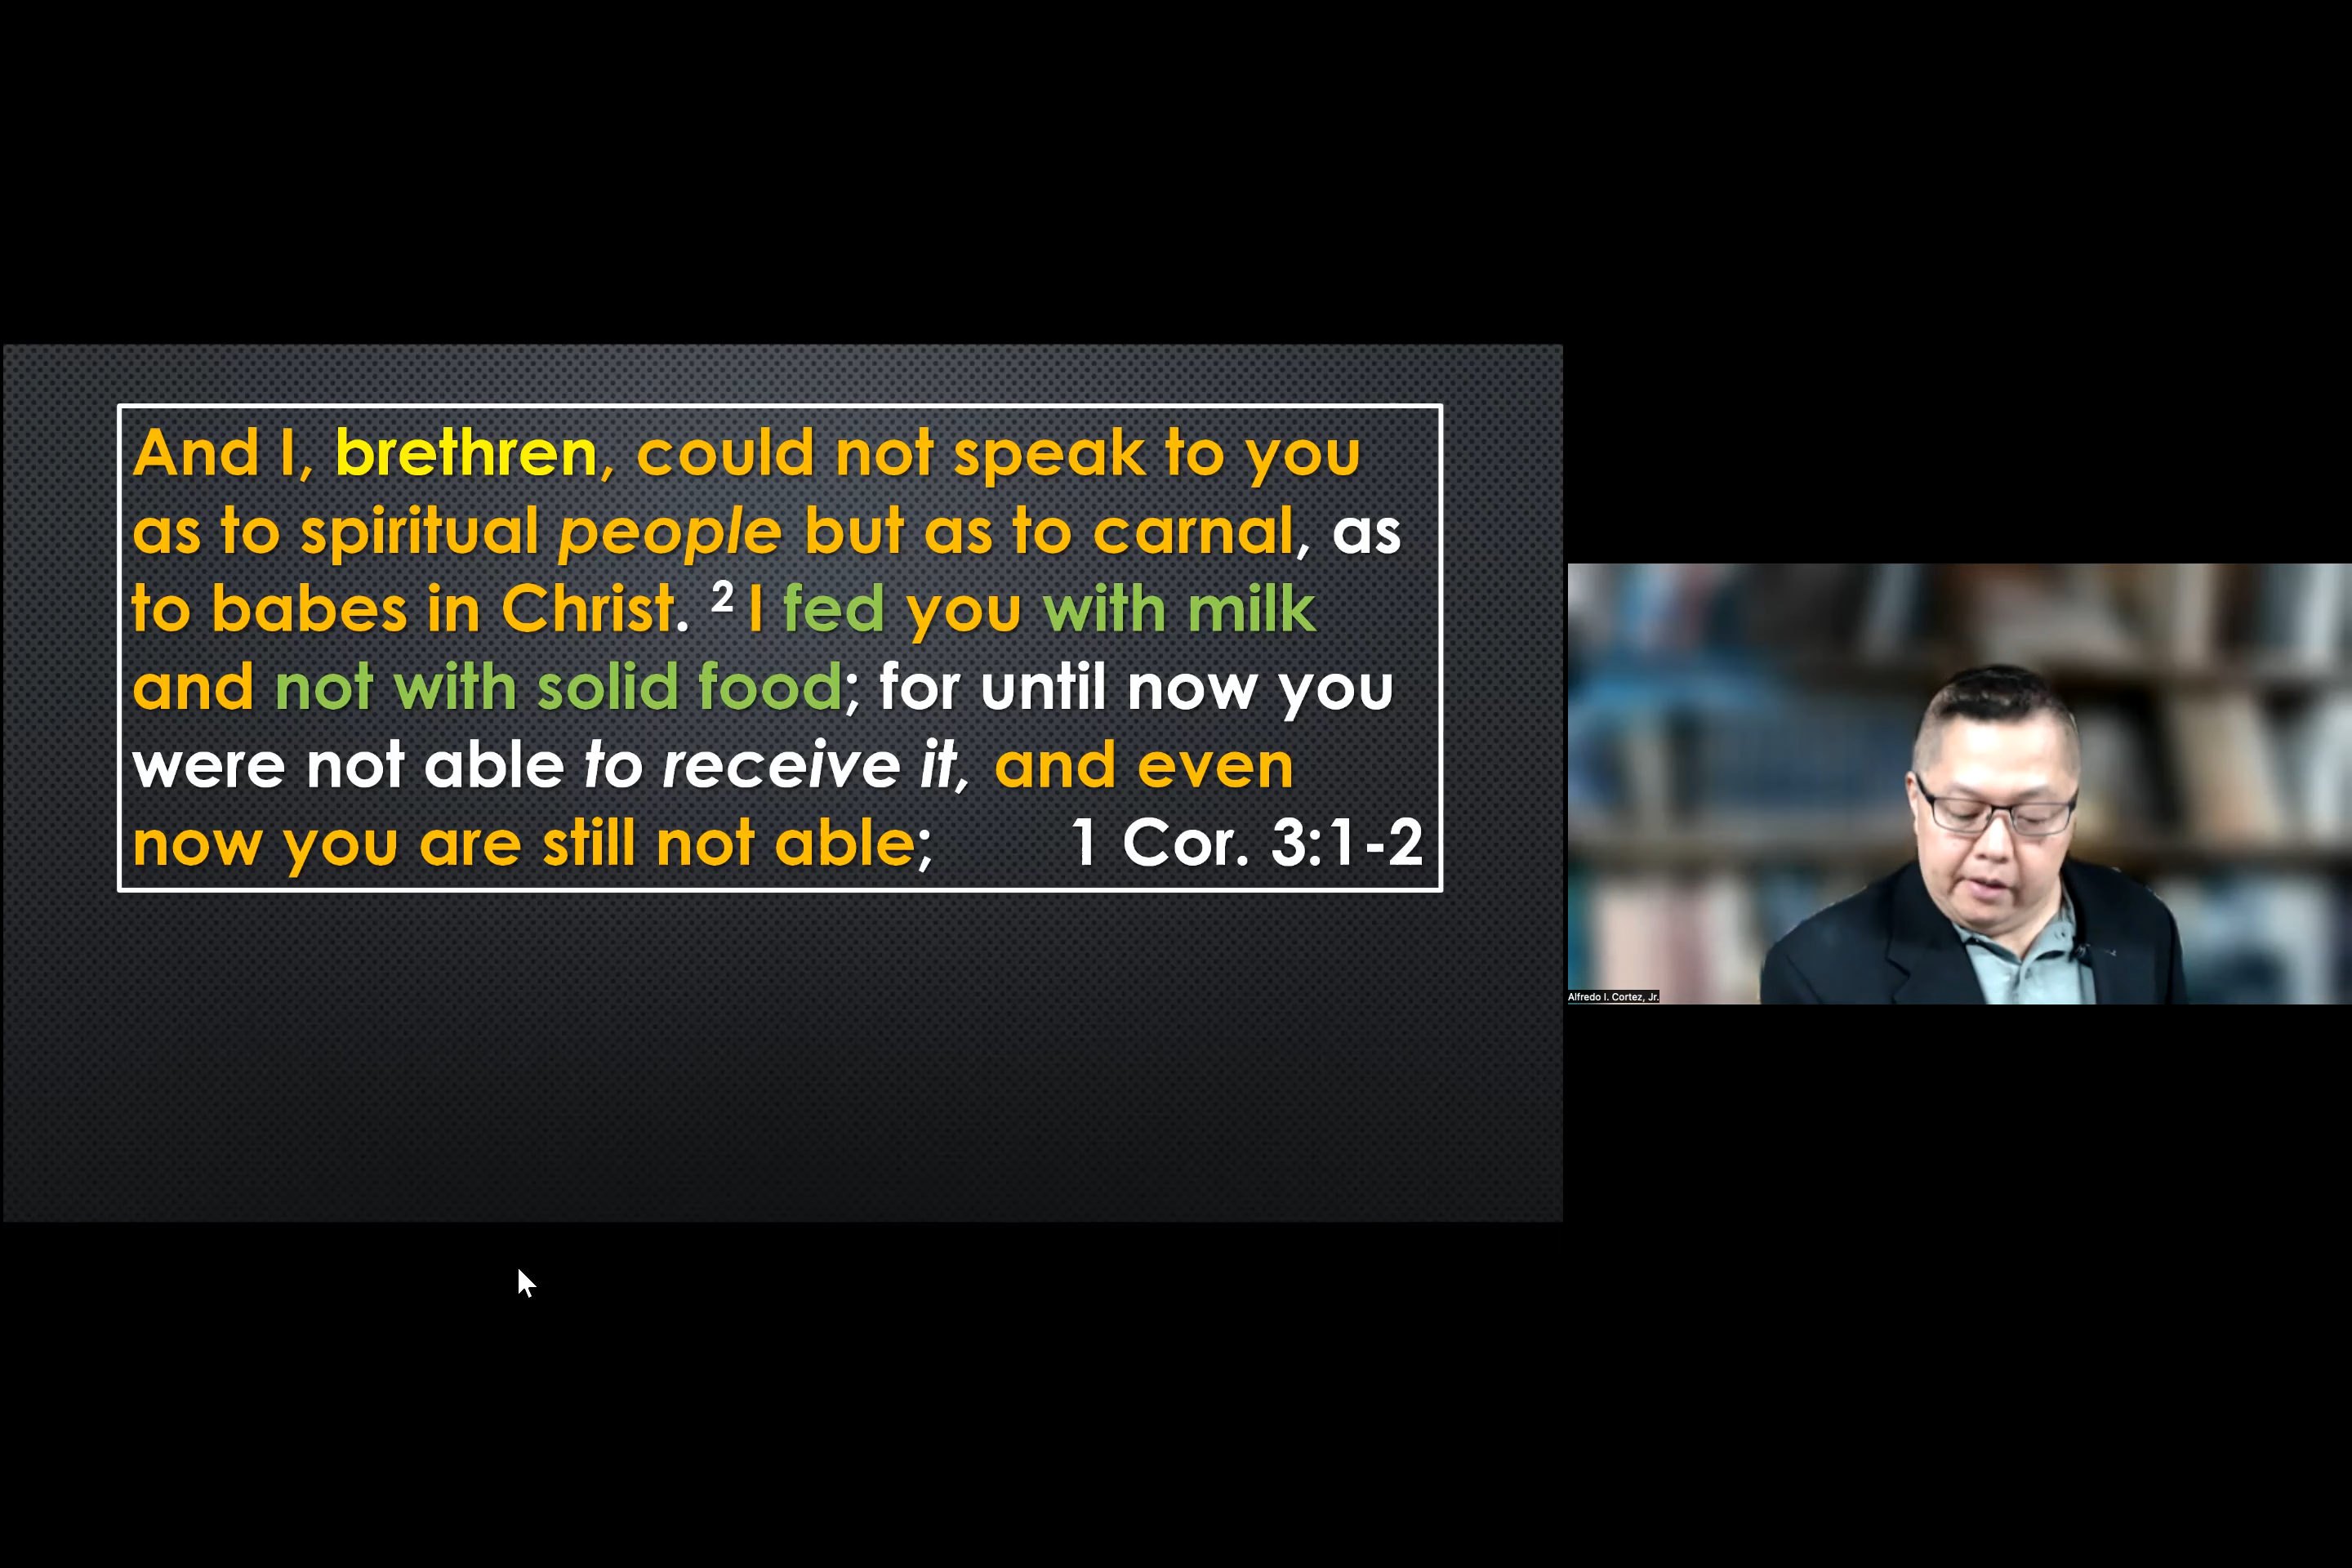 And I, brethren, could not speak to you
as to spiritual people but as to carnal, as
to babes in Christ. 2 I fed you with milk
and not with solid food; for until now you
were not able to receive it, and even
now you are still not able; 1 Cor. 3:1-2
Alfredo I. Cortez, Jr.